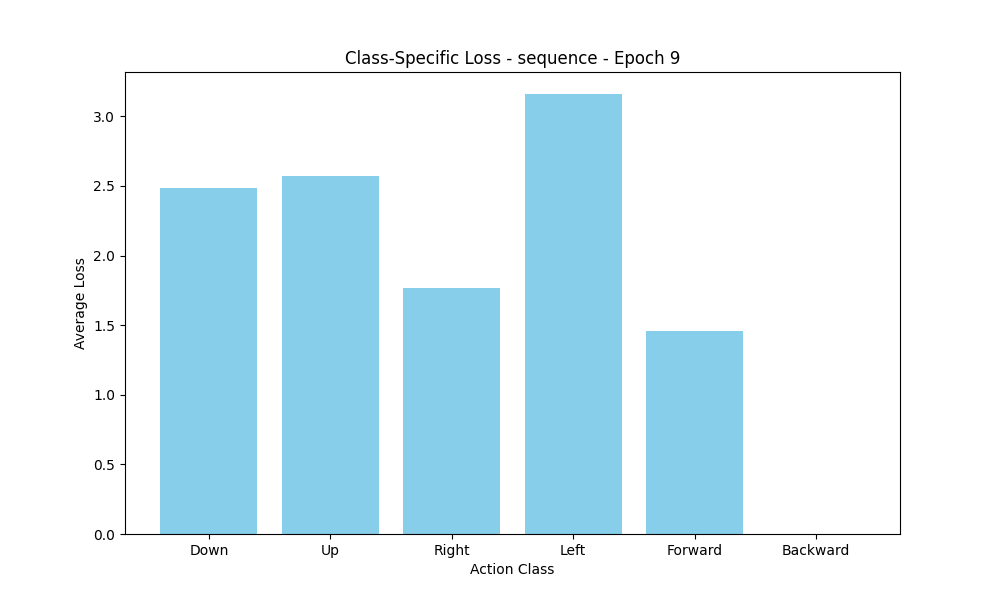 Class-Specific Loss - sequence - Epoch 9
Average Loss
3.0
2.5
2.0
1.5
1.0
0.5
0.0
Down Up Right Left Forward Backward
Action Class